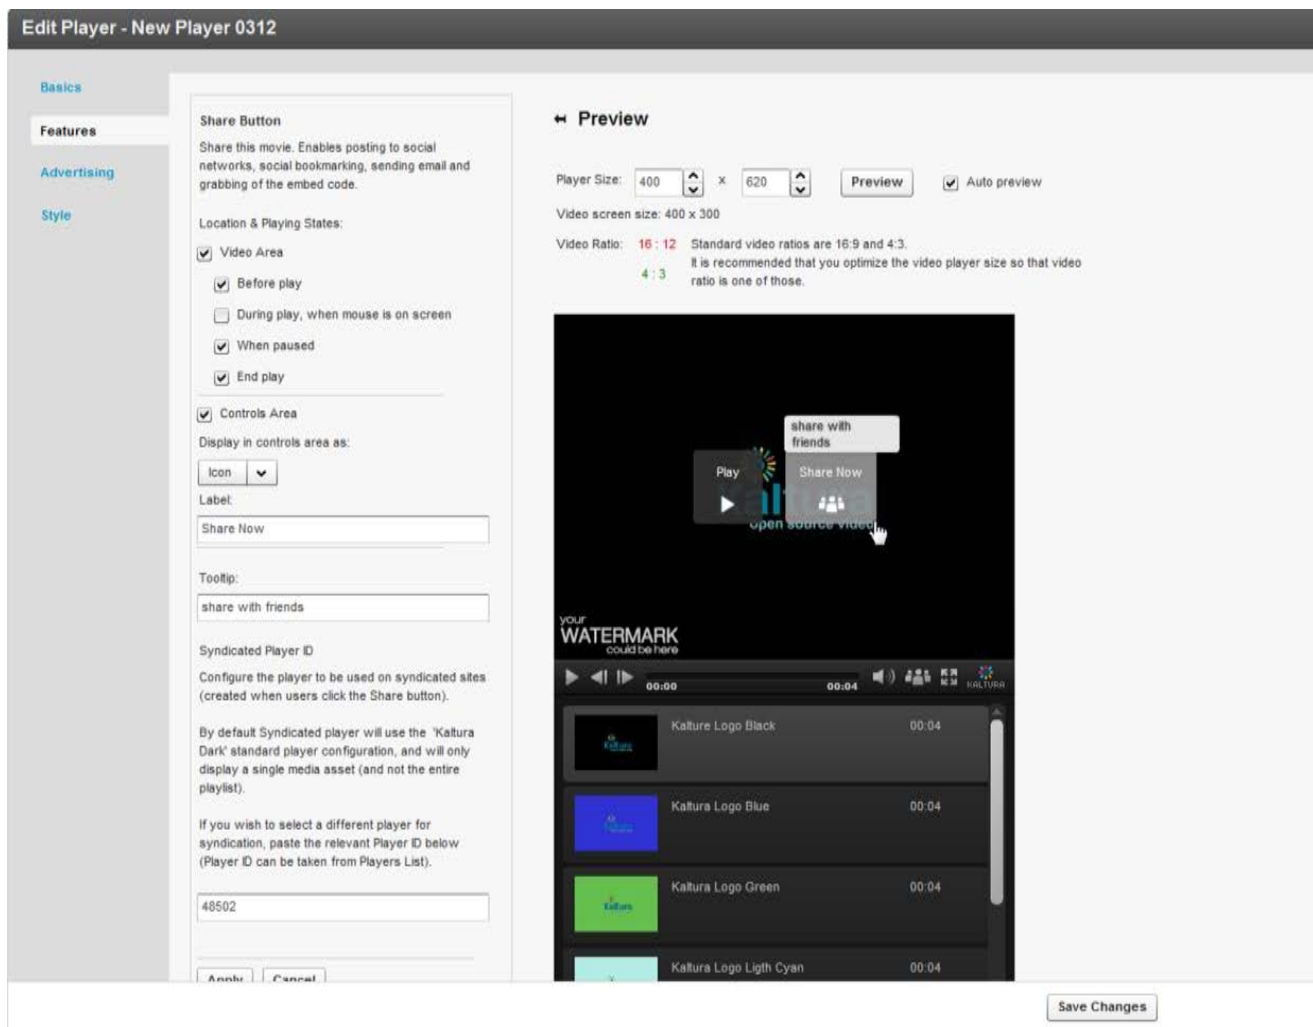 Edit Player - New Player 0312
Basics
Features
Advertising
Style
Share Button
Share this movie. Enables posting to social
networks, social bookmarking, sending email and
grabbing of the embed code.
Location & Playing States:
Video Area
Before play
During play, when mouse is on screen
When paused
End play
Controls Area
Display in controls area as:
Icon
Label:
Share Now
Tooltip:
share with friends
Syndicated Player ID
Configure the player to be used on syndicated sites
(created when users click the Share button).
By default Syndicated player will use the 'Kaltura
Dark' standard player configuration, and will only
display a single media asset (and not the entire
playlist).
If you wish to select a different player for
syndication, paste the relevant Player ID below
(Player ID can be taken from Players List).
48502
Apply Cancel
Preview
Player Size: 400 x 620 Preview Auto preview
Video screen size: 400 x 300
Video Ratio: 16 : 12 Standard video ratios are 16:9 and 4:3.
It is recommended that you optimize the video player size so that video
4 : 3 ratio is one of those.
share with
friends
Play Share Now
Kaltura
open source video
your
WATERMARK
could be here
00:00 00:04 KALTURA
Kalture Logo Black 00:04
Kaltura Logo Blue 00:04
Kaltura Logo Green 00:04
Kaltura Logo Ligth Cyan 00:04
Save Changes